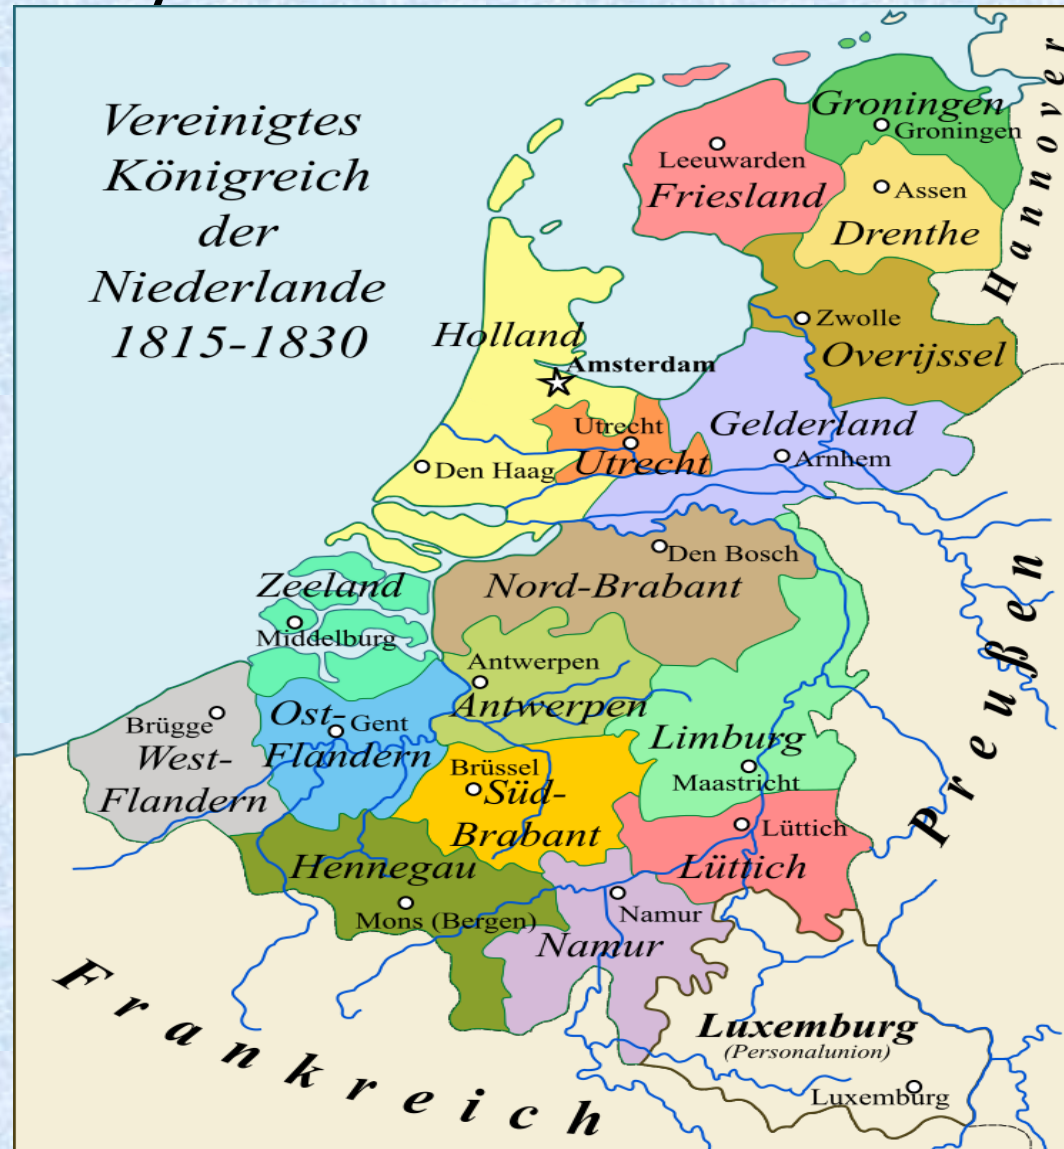 Vereinigtes
Königreich
der
Niederlande
1815-1830
Hannover
Groningen
Groningen
Leeuwarden
Friesland
Assen
Drenthe
Zwolle
Overijssel
Holland
Amsterdam
Utrecht
Utrecht
Gelderland
Arnhem
Den Haag
Den Bosch
Nord-Brabant
Preußen
Zeeland
Middelburg
Antwerpen
Antwerpen
Brügge
West-
Flandern
Ost-
Gent
Flandern
Limburg
Maastricht
Brüssel
Süd-
Brabant
Lüttich
Lüttich
Hennegau
Mons (Bergen)
Namur
Namur
Frankreich
Luxemburg
(Personalunion)
Luxemburg